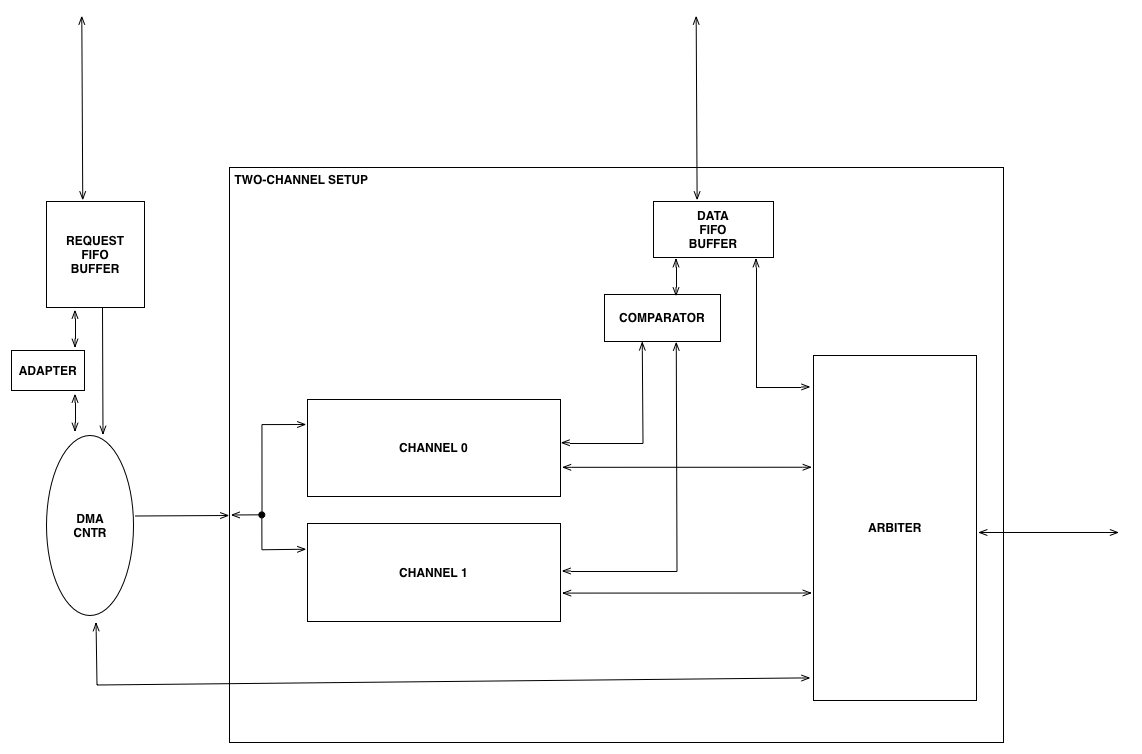 TWO-CHANNEL SETUP
REQUEST
FIFO
BUFFER
DATA
FIFO
BUFFER
COMPARATOR
ADAPTER
CHANNEL 0
DMA
CNTR
ARBITER
CHANNEL 1